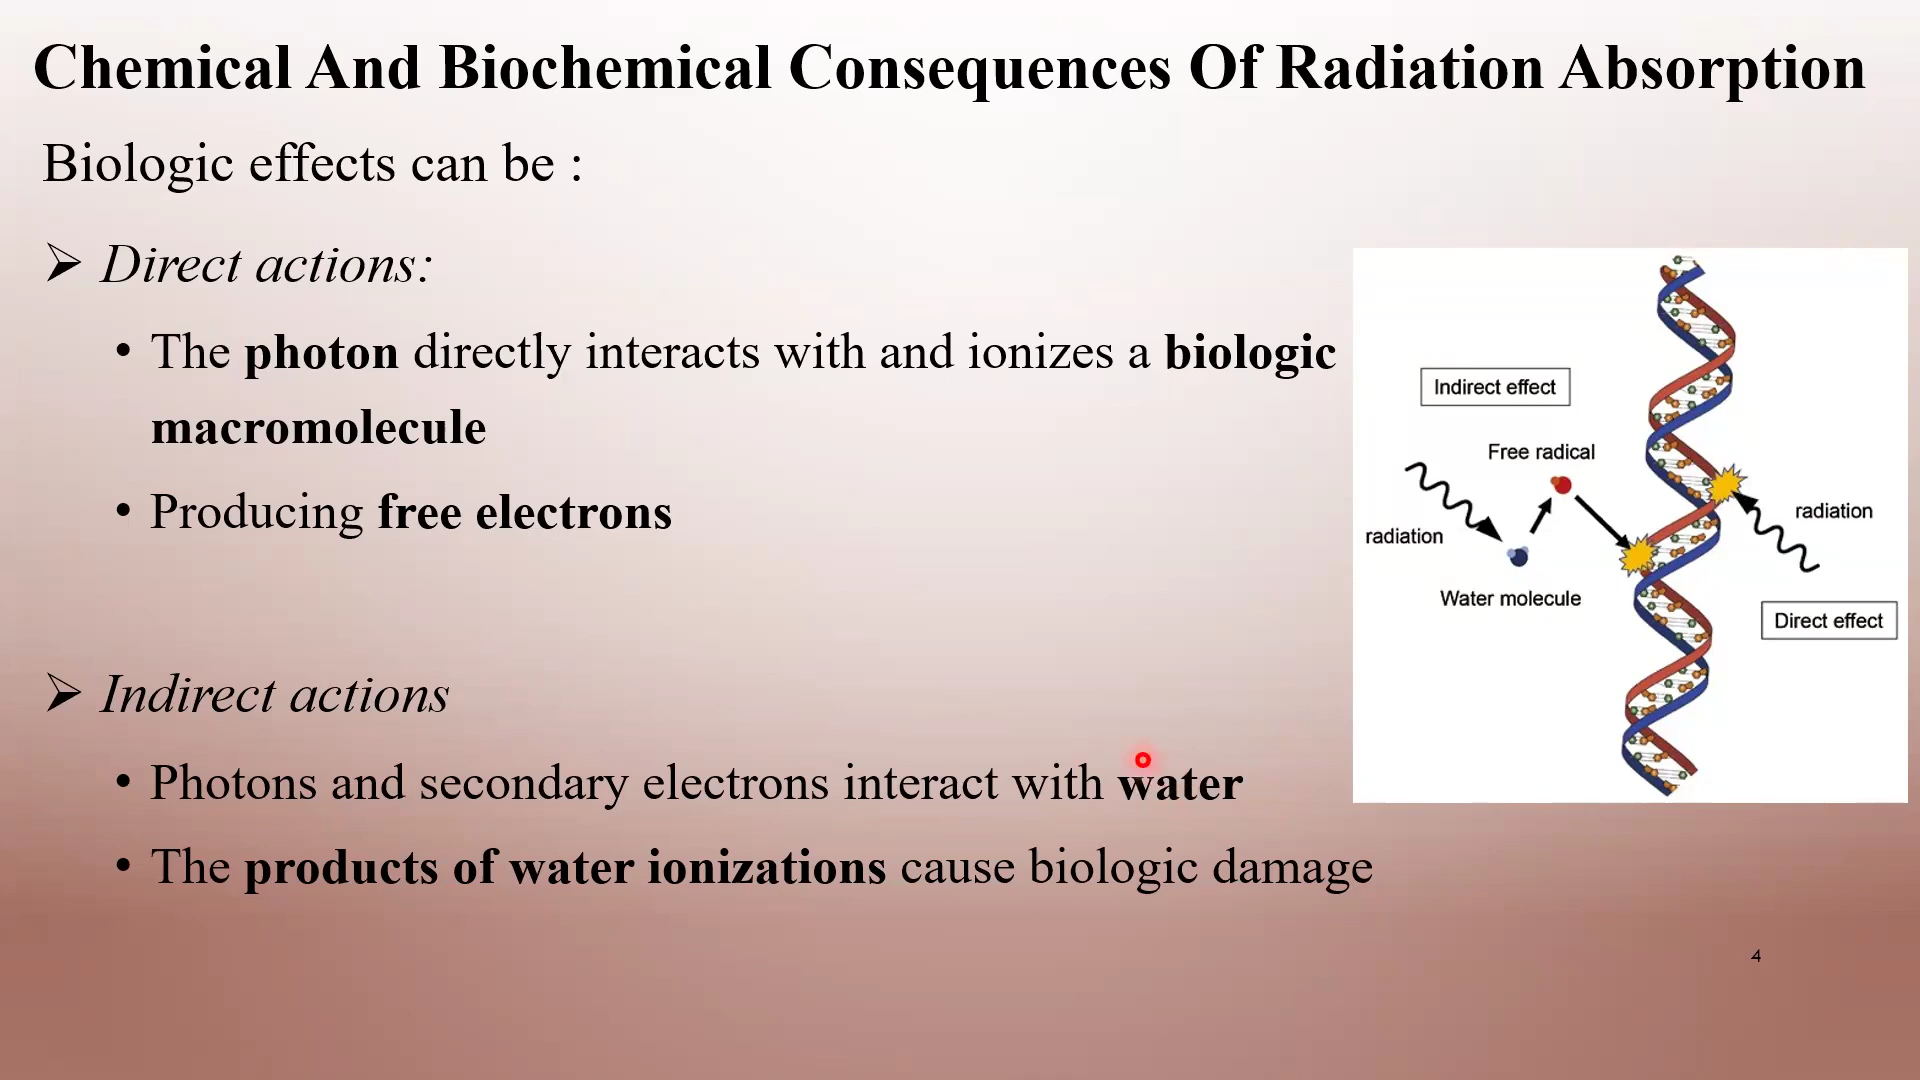 Chemical And Biochemical Consequences Of Radiation Absorption
Biologic effects can be :
➢ Direct actions:
• The photon directly interacts with and ionizes a biologic
macromolecule
• Producing free electrons
➢ Indirect actions
• Photons and secondary electrons interact with water
• The products of water ionizations cause biologic damage
Indirect effect
Free radical
radiation
radiation
Water molecule
Direct effect
4